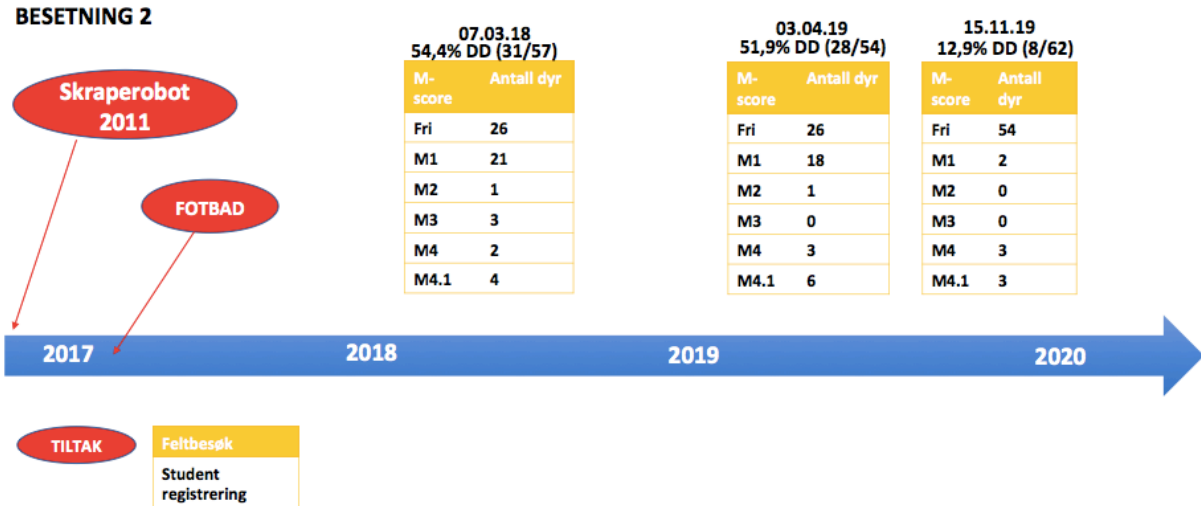 BESETNING 2
Skraperobot
2011
FOTBAD
07.03.18
54,4% DD (31/57)
M-
score
Antall dyr
Fri 26
M1 21
M2 1
M3 3
M4 2
M4.1 4
03.04.19
51,9% DD (28/54)
M-
score
Antall dyr
Fri 26
M1 18
M2 1
M3 0
M4 3
M4.1 6
15.11.19
12,9% DD (8/62)
M-
score
Antall
dyr
Fri 54
M1 2
M2 0
M3 0
M4 3
M4.1 3
2017 2018 2019 2020
TILTAK
Feltbesøk
Student
registrering